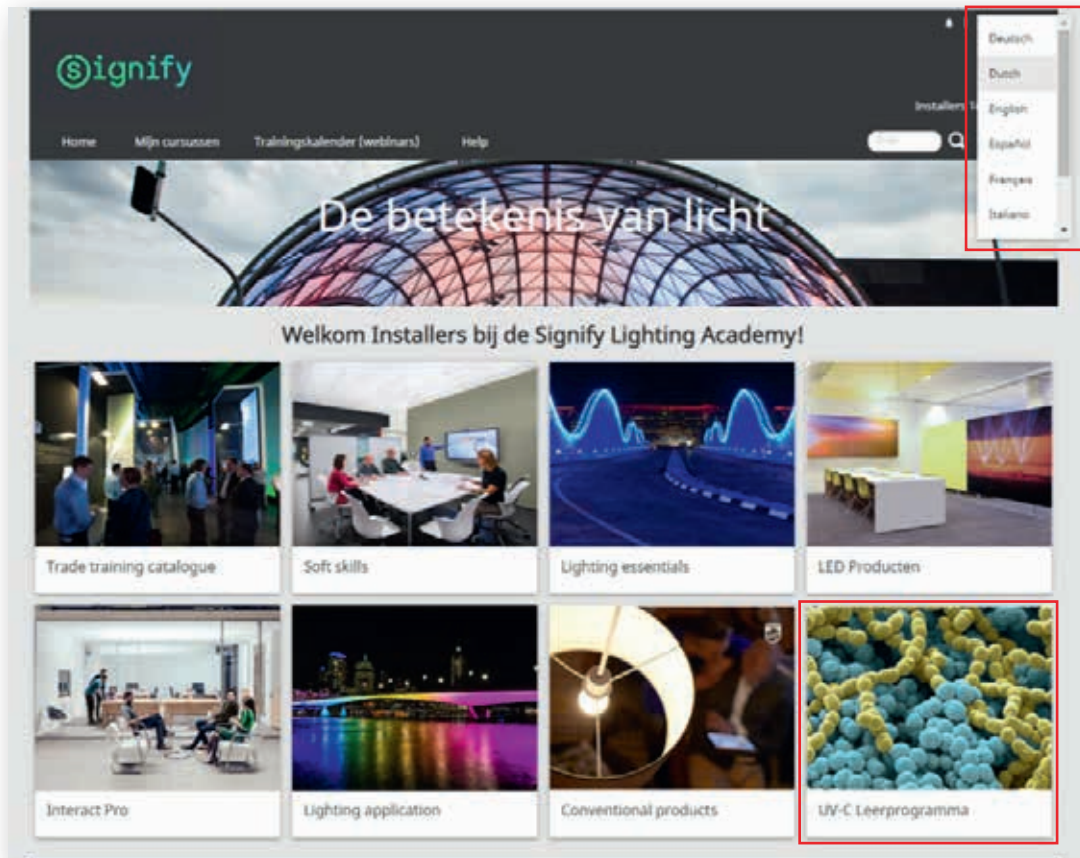 Deutsch
Dutch
English
Español
Français
Italiano
signify
Installers
Home Mijn cursussen Trainingskalender (webinars) Help
De betekenis van licht
Welkom Installers bij de Signify Lighting Academy!
Trade training catalogue Soft skills Lighting essentials LED Producten
Interact Pro Lighting application Conventional products UV-C Leerprogramma